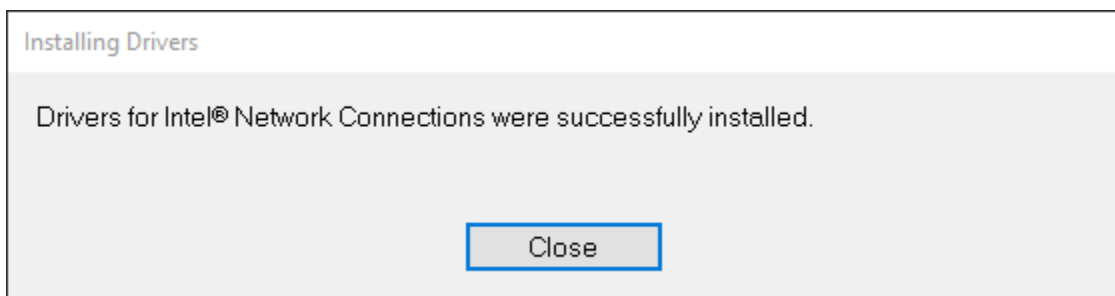 Installing Drivers
Drivers for Intel® Network Connections were successfully installed.
Close